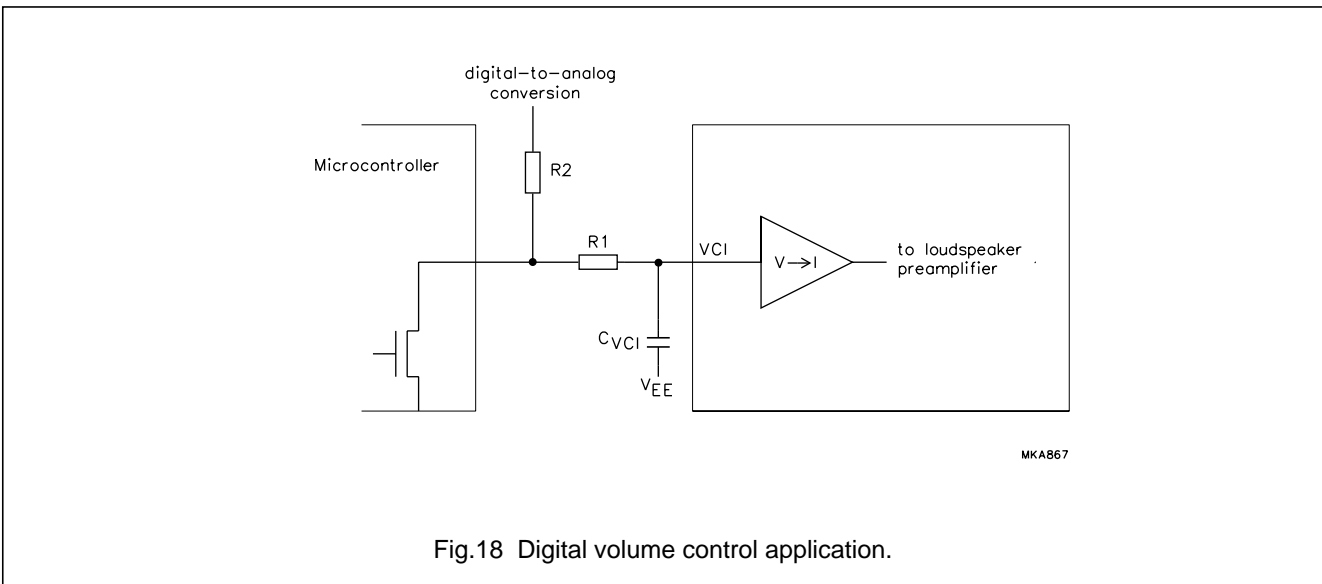 digital-to-analog
conversion
R2
Microcontroller
R1
VCI
V→I
to loudspeaker
preamplifier
CVCI
VEE
MKA867
Fig.18 Digital volume control application.